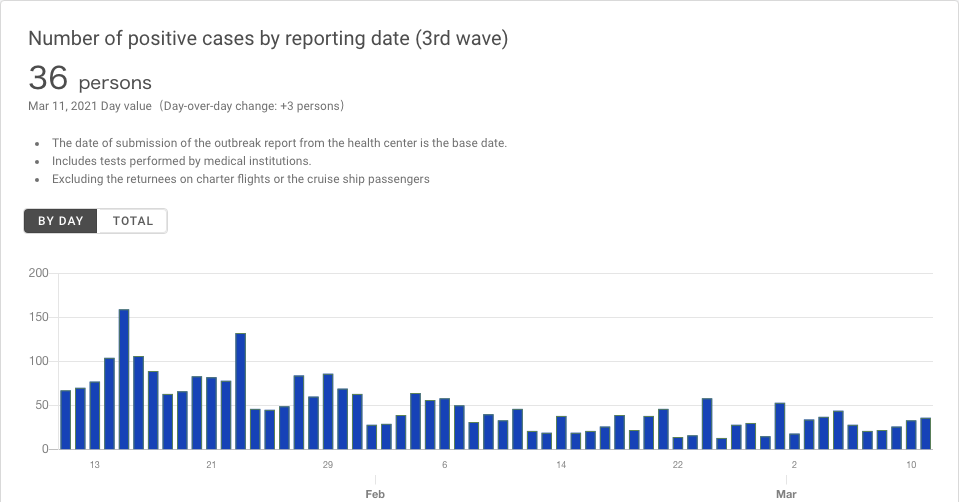 Number of positive cases by reporting date (3rd wave)
36 persons
Mar 11, 2021 Day value（Day-over-day change: +3 persons）
• The date of submission of the outbreak report from the health center is the base date.
• Includes tests performed by medical institutions.
• Excluding the returnees on charter flights or the cruise ship passengers
BY DAY TOTAL
200
150
100
50
0
13 21 29 6 14 22 2 10
Feb Mar